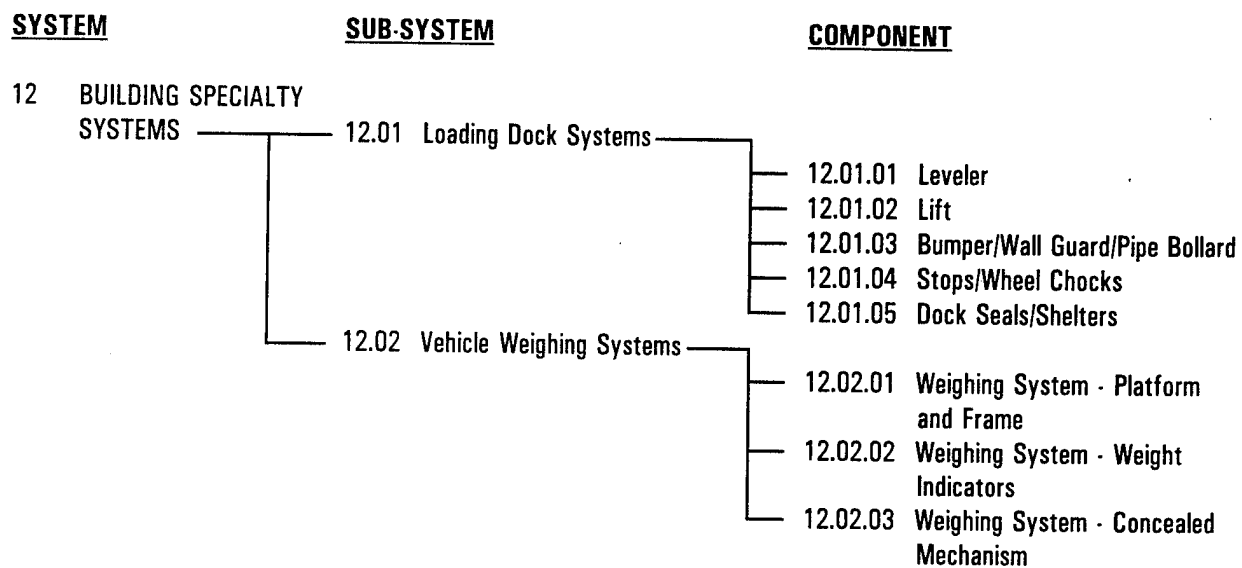 SYSTEM SUB-SYSTEM COMPONENT
12 BUILDING SPECIALTY
SYSTEMS 12.01 Loading Dock Systems
12.01.01 Leveler
12.01.02 Lift
12.01.03 Bumper/Wall Guard/Pipe Bollard
12.01.04 Stops/Wheel Chocks
12.01.05 Dock Seals/Shelters
12.02 Vehicle Weighing Systems
12.02.01 Weighing System - Platform
and Frame
12.02.02 Weighing System - Weight
Indicators
12.02.03 Weighing System - Concealed
Mechanism